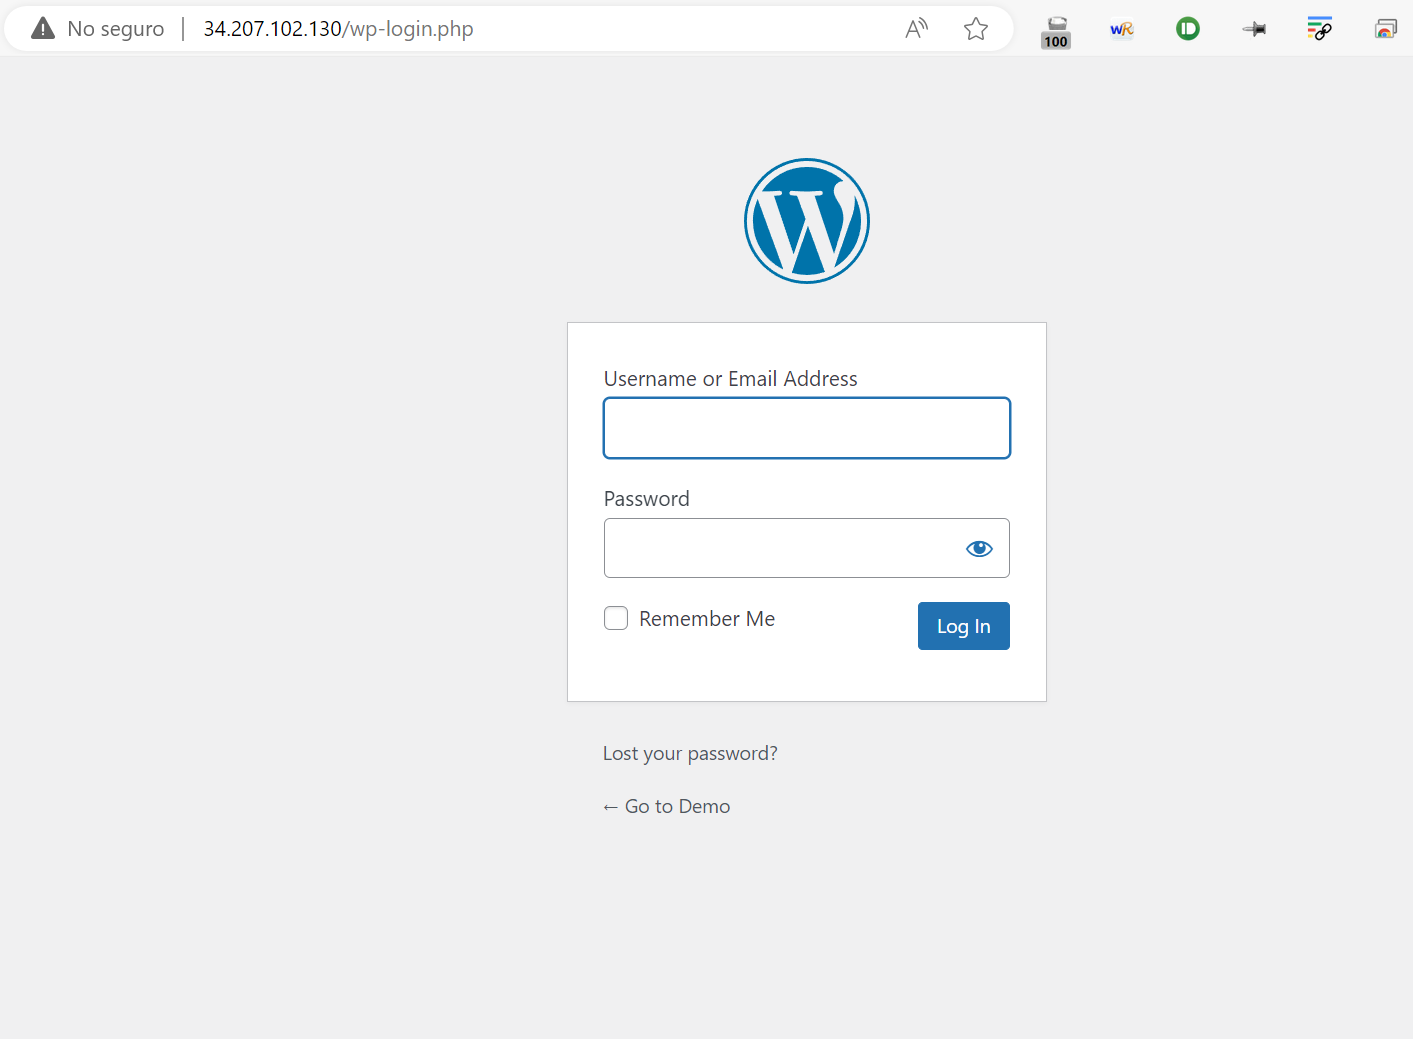 No seguro | 34.207.102.130/wp-login.php
100
Username or Email Address
Password
Remember Me
Log In
Lost your password?
← Go to Demo